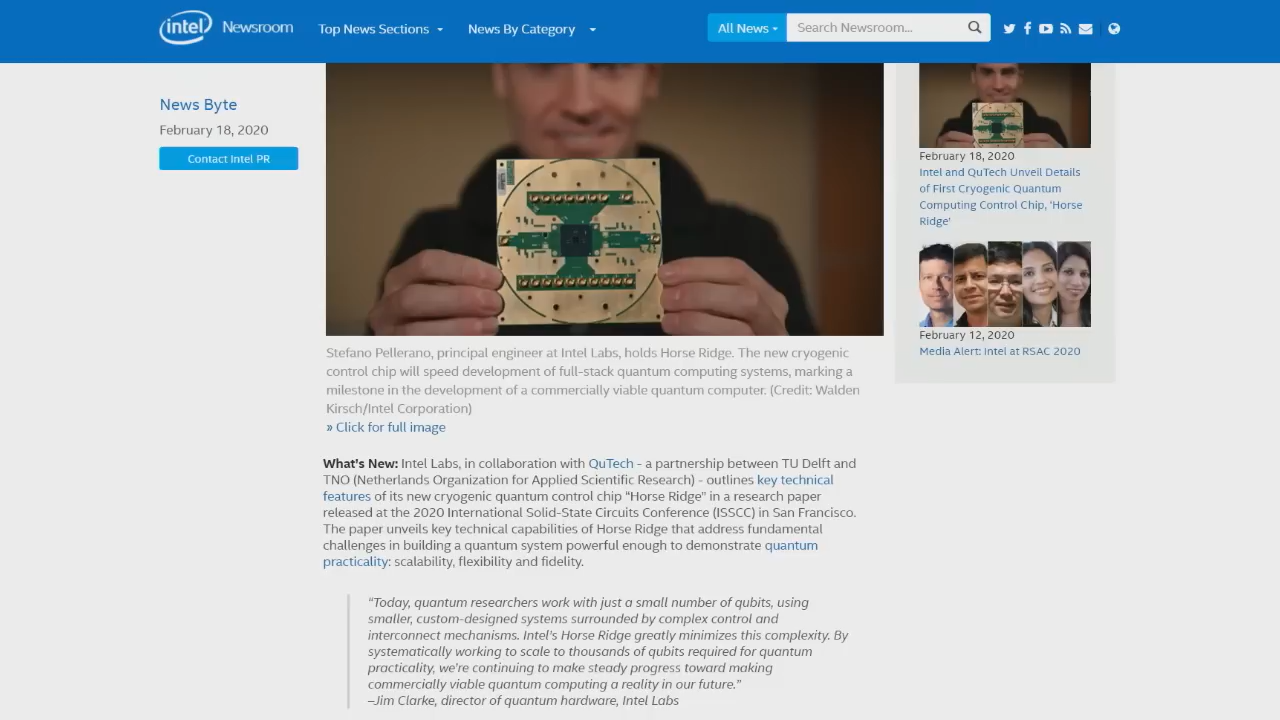 intel Newsroom
Top News Sections
News By Category
All News
Search Newsroom...
News Byte
February 18, 2020
Contact Intel PR
Stefano Pellerano, principal engineer at Intel Labs, holds Horse Ridge. The new cryogenic
control chip will speed development of full-stack quantum computing systems, marking a
milestone in the development of a commercially viable quantum computer. (Credit: Walden
Kirsch/Intel Corporation)
» Click for full image
What's New: Intel Labs, in collaboration with QuTech - a partnership between TU Delft and
TNO (Netherlands Organization for Applied Scientific Research) - outlines key technical
features of its new cryogenic quantum control chip "Horse Ridge" in a research paper
released at the 2020 International Solid-State Circuits Conference (ISSCC) in San Francisco.
The paper unveils key technical capabilities of Horse Ridge that address fundamental
challenges in building a quantum system powerful enough to demonstrate quantum
practicality: scalability, flexibility and fidelity.
"Today, quantum researchers work with just a small number of qubits, using
smaller, custom-designed systems surrounded by complex control and
interconnect mechanisms. Intel's Horse Ridge greatly minimizes this complexity. By
systematically working to scale to thousands of qubits required for quantum
practicality, we're continuing to make steady progress toward making
commercially viable quantum computing a reality in our future."
–Jim Clarke, director of quantum hardware, Intel Labs
February 18, 2020
Intel and QuTech Unveil Details
of First Cryogenic Quantum
Computing Control Chip, 'Horse
Ridge'
February 12, 2020
Media Alert: Intel at RSAC 2020